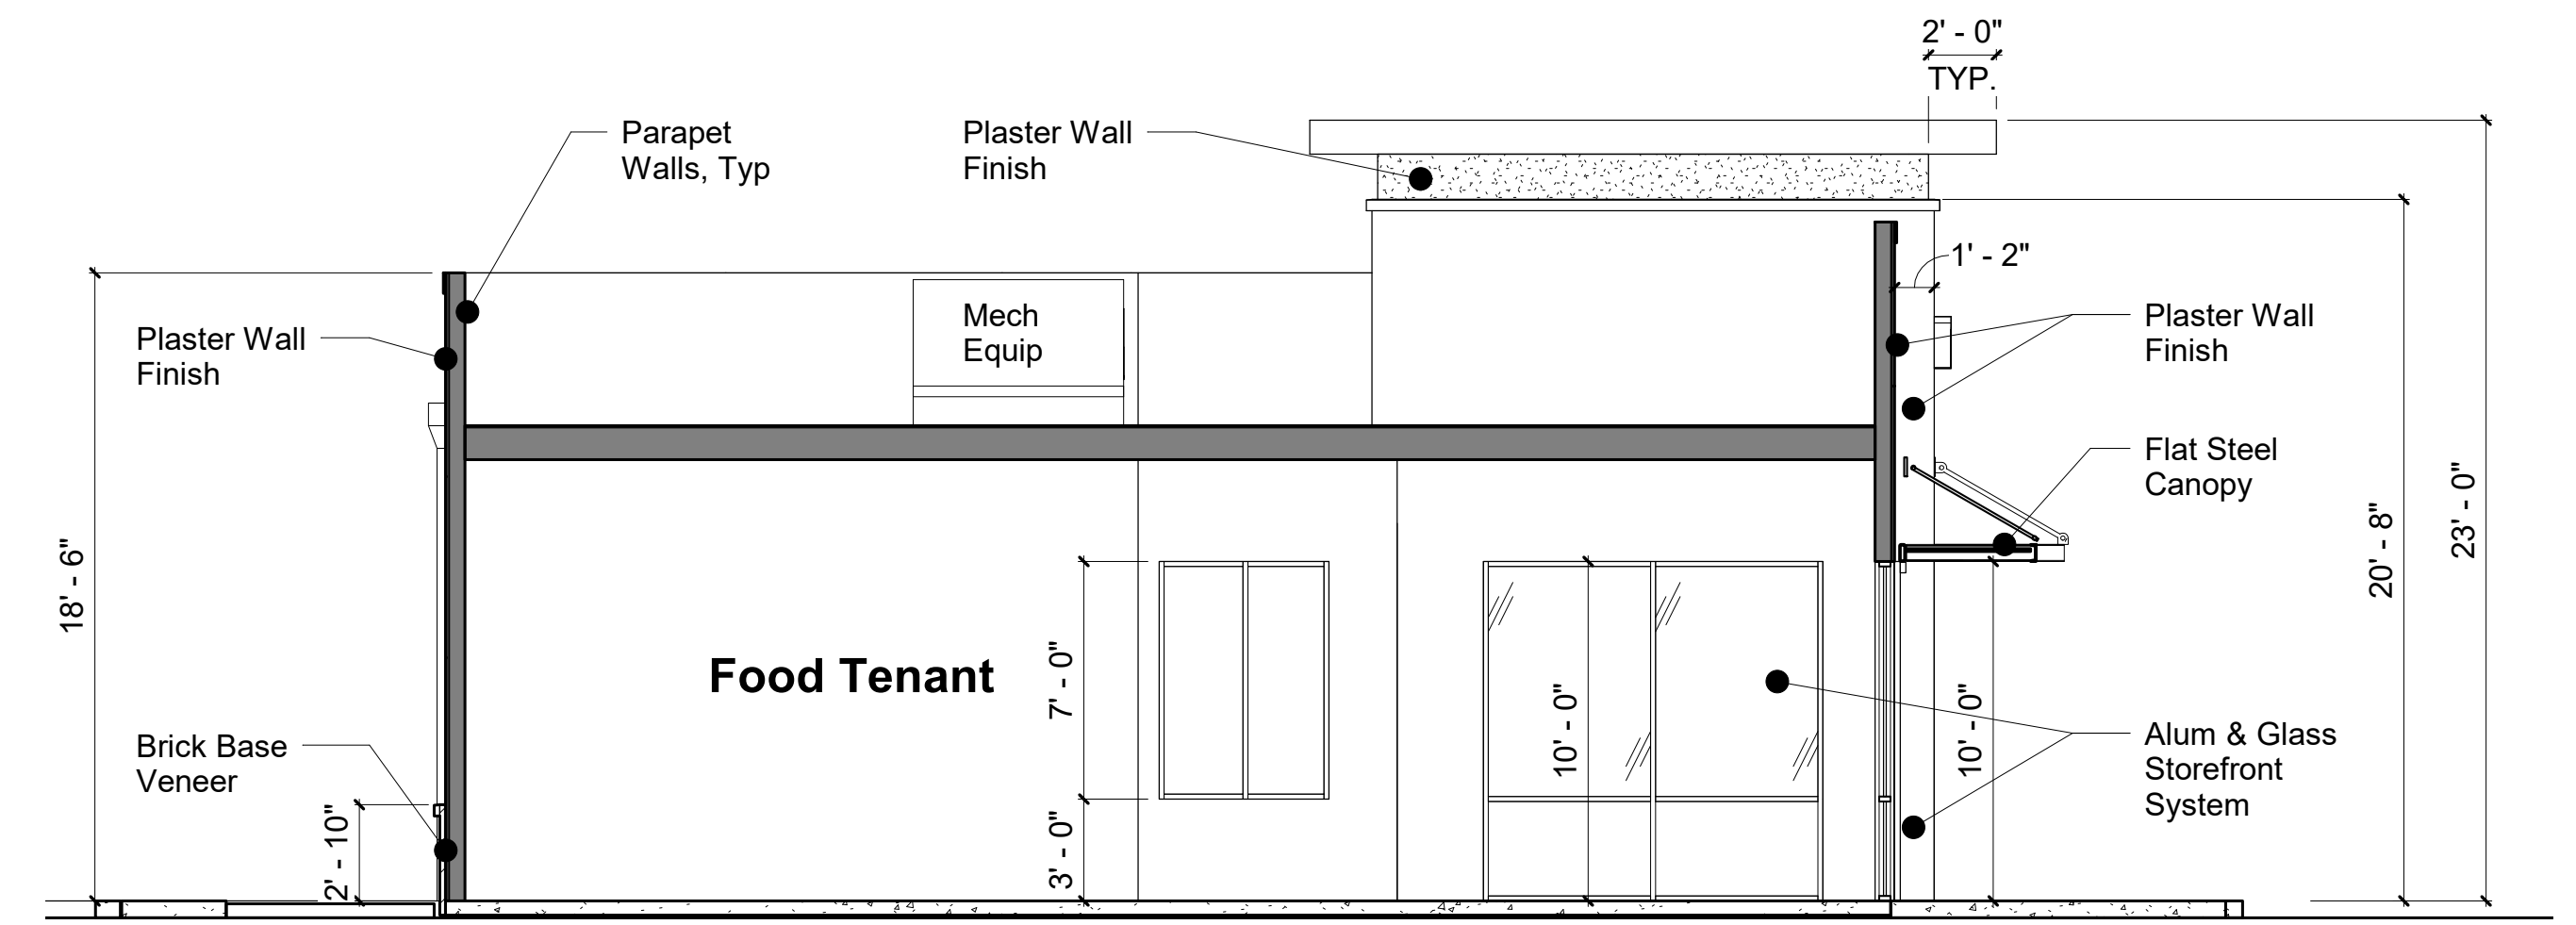 2' - 0"
TYP.
Parapet
Walls, Typ
Plaster Wall
Finish
1' - 2"
Mech
Equip
Plaster Wall
Finish
Plaster Wall
Finish
Flat Steel
Canopy
18' - 6"
20' - 8"
23' - 0"
Food Tenant
7' - 0"
10' - 0"
10' - 0"
Brick Base
Veneer
Alum & Glass
Storefront
System
2' - 10"
3' - 0"